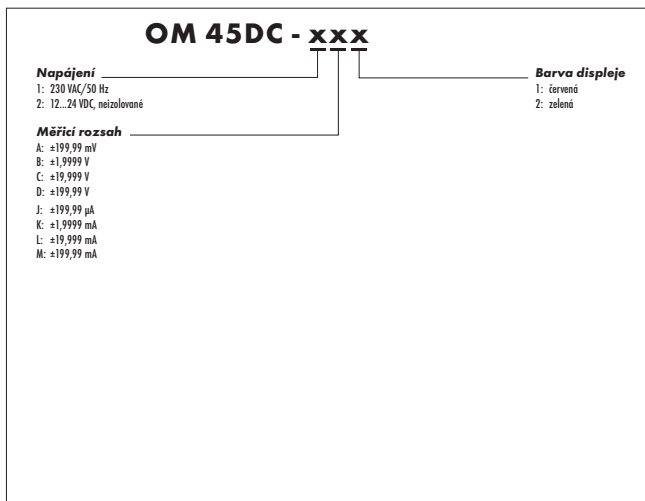 OM 45DC - xxx
Napájení
1: 230 VAC/50 Hz
2: 12...24 VDC, neizolované
Měřicí rozsah
A: ±199,99 mV
B: ±1,9999 V
C: ±19,999 V
D: ±199,99 V
J: ±199,99 µA
K: ±1,9999 mA
L: ±19,999 mA
M: ±199,99 mA
Barva displeje
1: červená
2: zelená